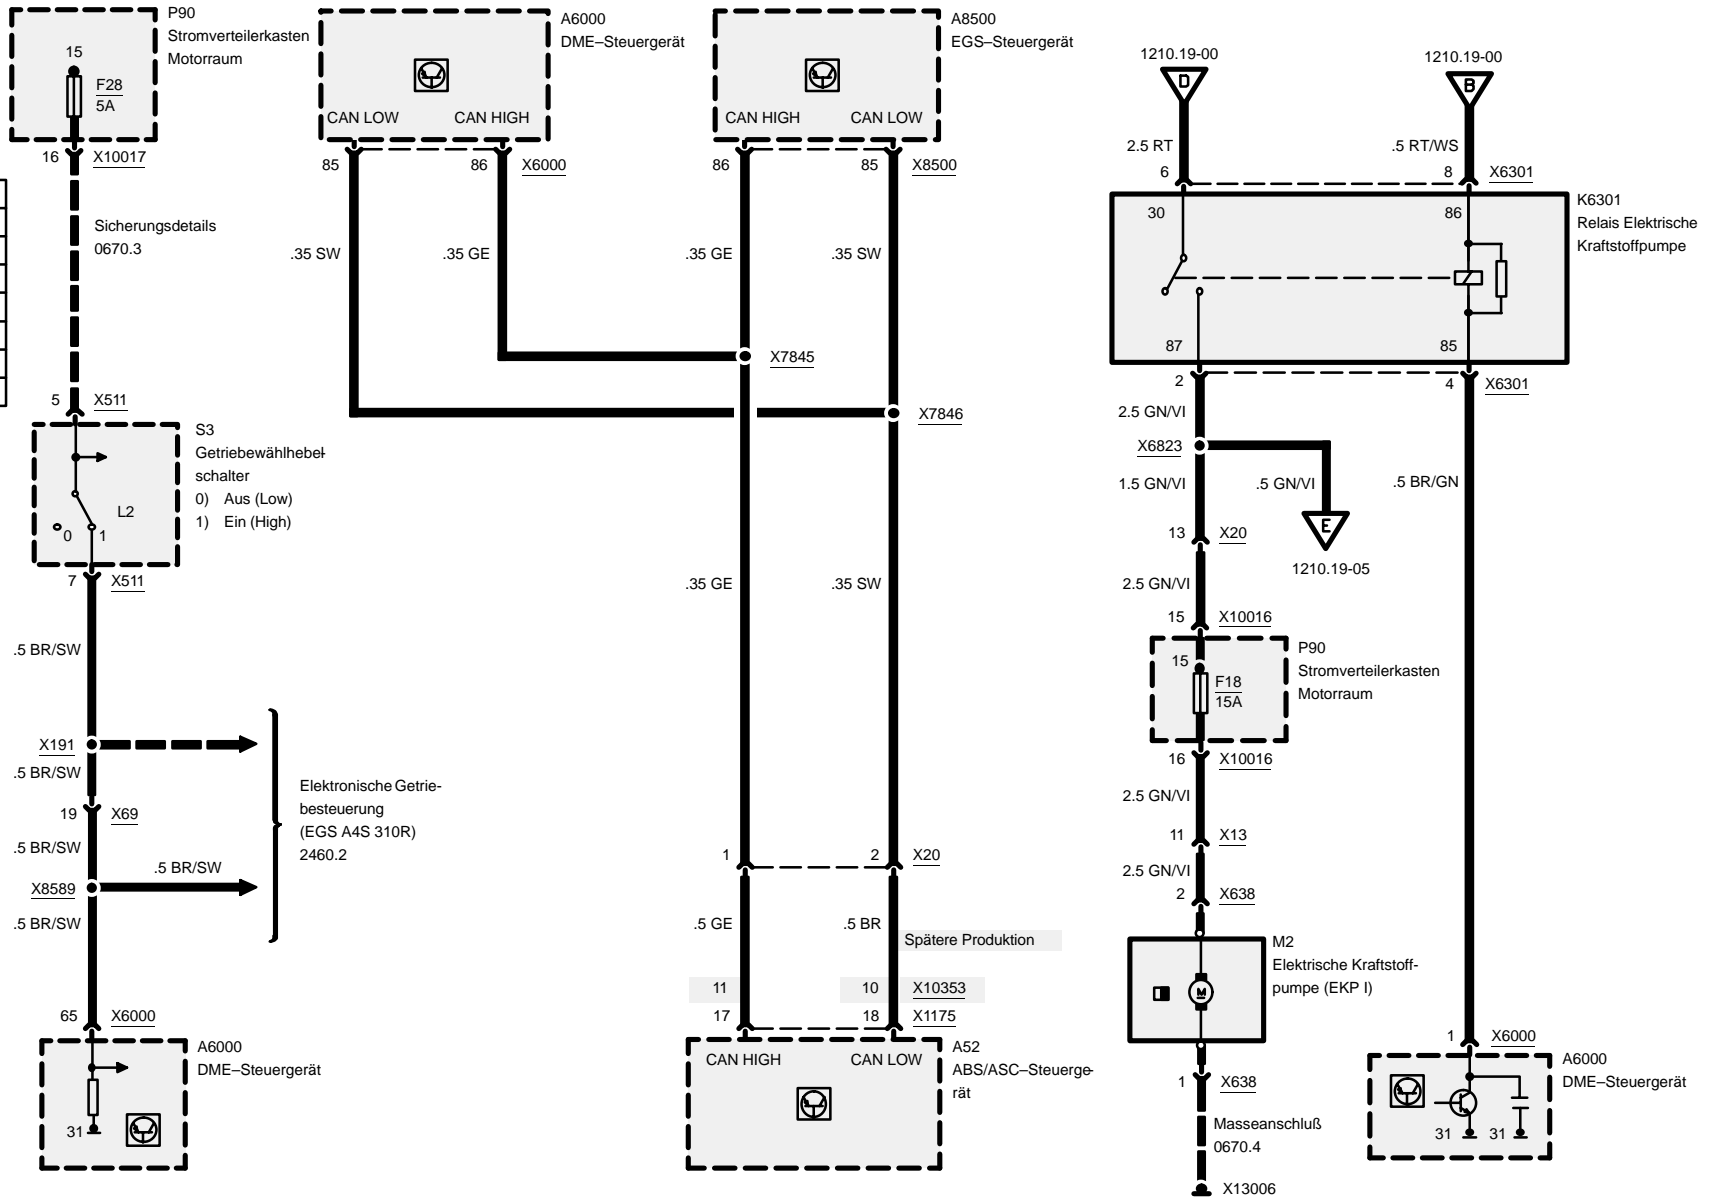 P90
Stromverteilerkasten
Motorraum
15
F28
5A
16
X10017
Sicherungsdetails
0670.3
5
X511
S3
Getriebewählhebel-
schalter
0) Aus (Low)
1) Ein (High)
L2
0
1
7
X511
.5 BR/SW
X191
.5 BR/SW
19
X69
.5 BR/SW
X8589
.5 BR/SW
.5 BR/SW
Elektronische Getrie-
besteuerung
(EGS A4S 310R)
2460.2
65
X6000
A6000
DME–Steuergerät
31
A6000
DME–Steuergerät
CAN LOW
CAN HIGH
85
86
X6000
.35 SW
.35 GE
A8500
EGS–Steuergerät
CAN HIGH
CAN LOW
86
85
X8500
.35 GE
.35 SW
X7845
X7846
.35 GE
.35 SW
1
2
X20
.5 GE
.5 BR
Spätere Produktion
11
10
X10353
17
18
X1175
CAN HIGH
CAN LOW
A52
ABS/ASC–Steuerge-
rät
1210.19-00
D
2.5 RT
6
1210.19-00
B
.5 RT/WS
8
X6301
K6301
Relais Elektrische
Kraftstoffpumpe
30
86
87
85
2
4
X6301
2.5 GN/VI
X6823
1.5 GN/VI
.5 GN/VI
E
1210.19-05
.5 BR/GN
13
X20
2.5 GN/VI
15
X10016
P90
Stromverteilerkasten
Motorraum
15
F18
15A
16
X10016
2.5 GN/VI
11
X13
2.5 GN/VI
2
X638
M2
Elektrische Kraftstoff-
pumpe (EKP I)
M
1
X638
Masseanschluß
0670.4
X13006
1
X6000
A6000
DME–Steuergerät
31
31